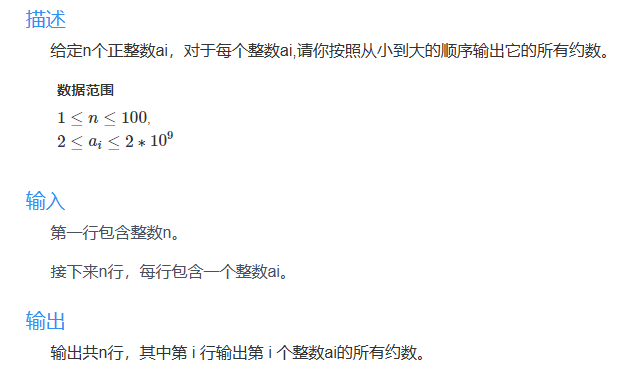 描述
给定n个正整数ai，对于每个整数ai,请你按照从小到大的顺序输出它的所有约数。
数据范围
1 ≤ n ≤ 100,
2 ≤ aᵢ ≤ 2 * 10⁹
输入
第一行包含整数n。
接下来n行，每行包含一个整数ai。
输出
输出共n行，其中第 i 行输出第 i 个整数ai的所有约数。